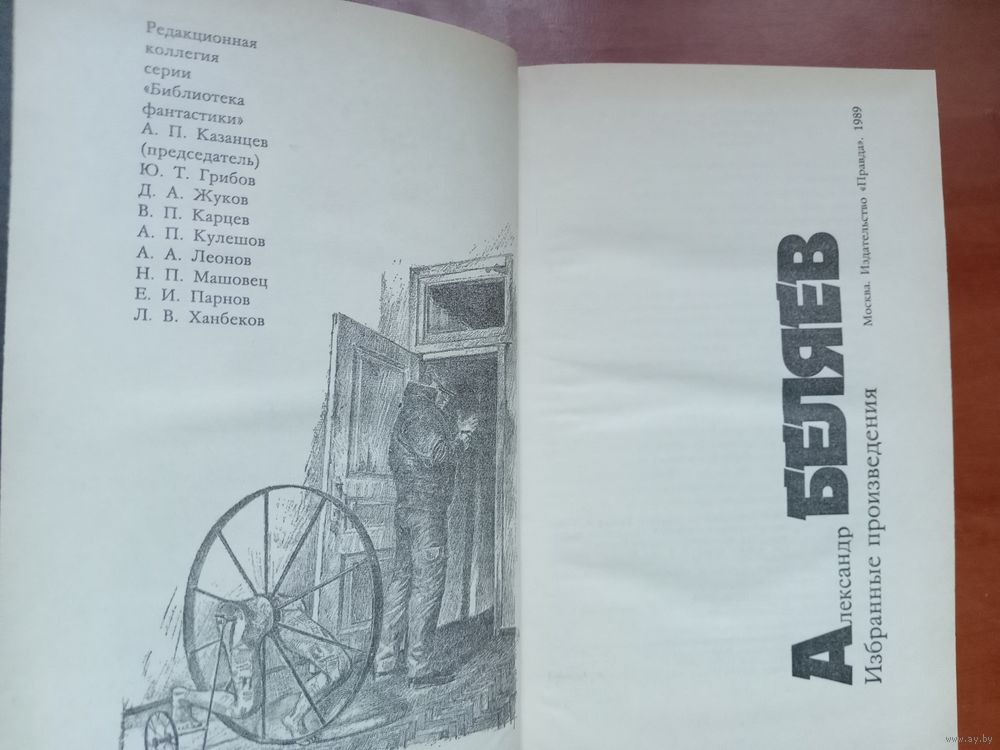 Редакционная
коллегия
серии
«Библиотека
фантастики»
А. П. Казанцев
(председатель)
Ю. Т. Грибов
Д. А. Жуков
В. П. Карцев
А. П. Кулешов
А. А. Леонов
Н. П. Машовец
Е. И. Парнов
Л. В. Ханбеков
Александр БЕЛЯЕВ
Избранные произведения
Москва. Издательство «Правда». 1989
www.ay.by